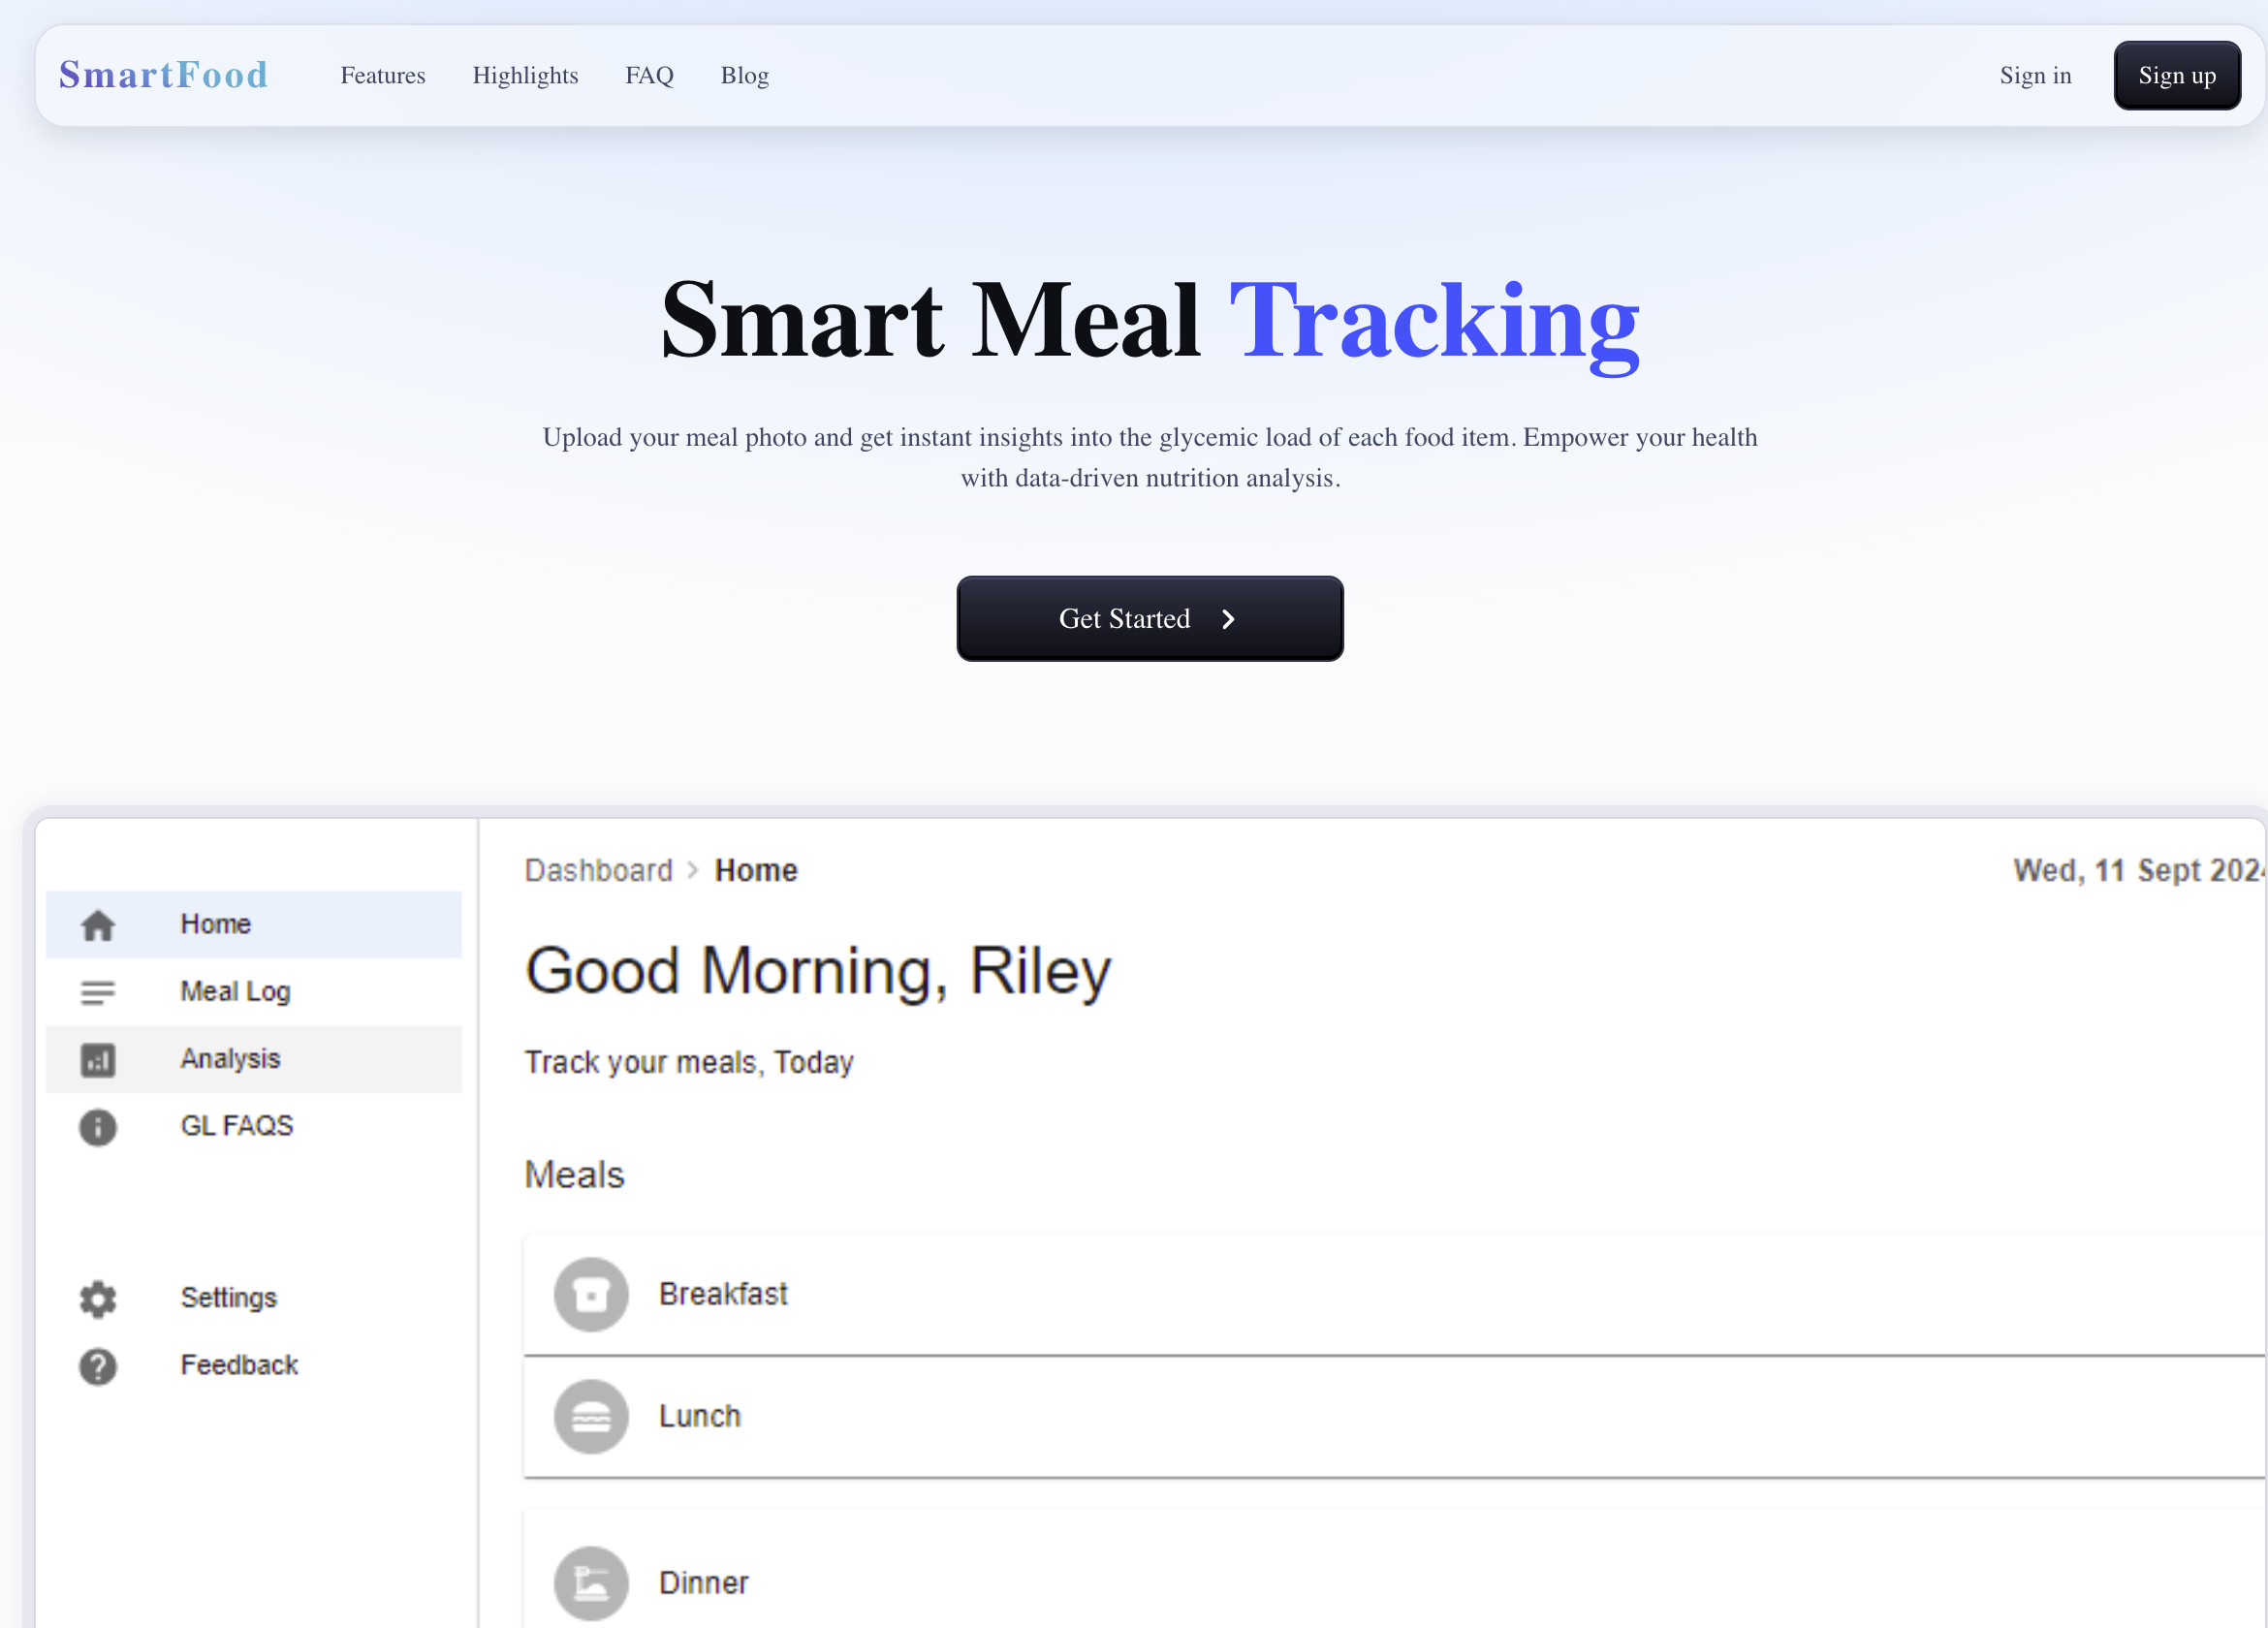 SmartFood Features Highlights FAQ Blog Sign in Sign up
Smart Meal Tracking
Upload your meal photo and get instant insights into the glycemic load of each food item. Empower your health
with data-driven nutrition analysis.
Get Started
Dashboard > Home Wed, 11 Sept 2024
Home
Good Morning, Riley
Meal Log
Analysis
Track your meals, Today
GL FAQS
Meals
Settings
Breakfast
Feedback
Lunch
Dinner